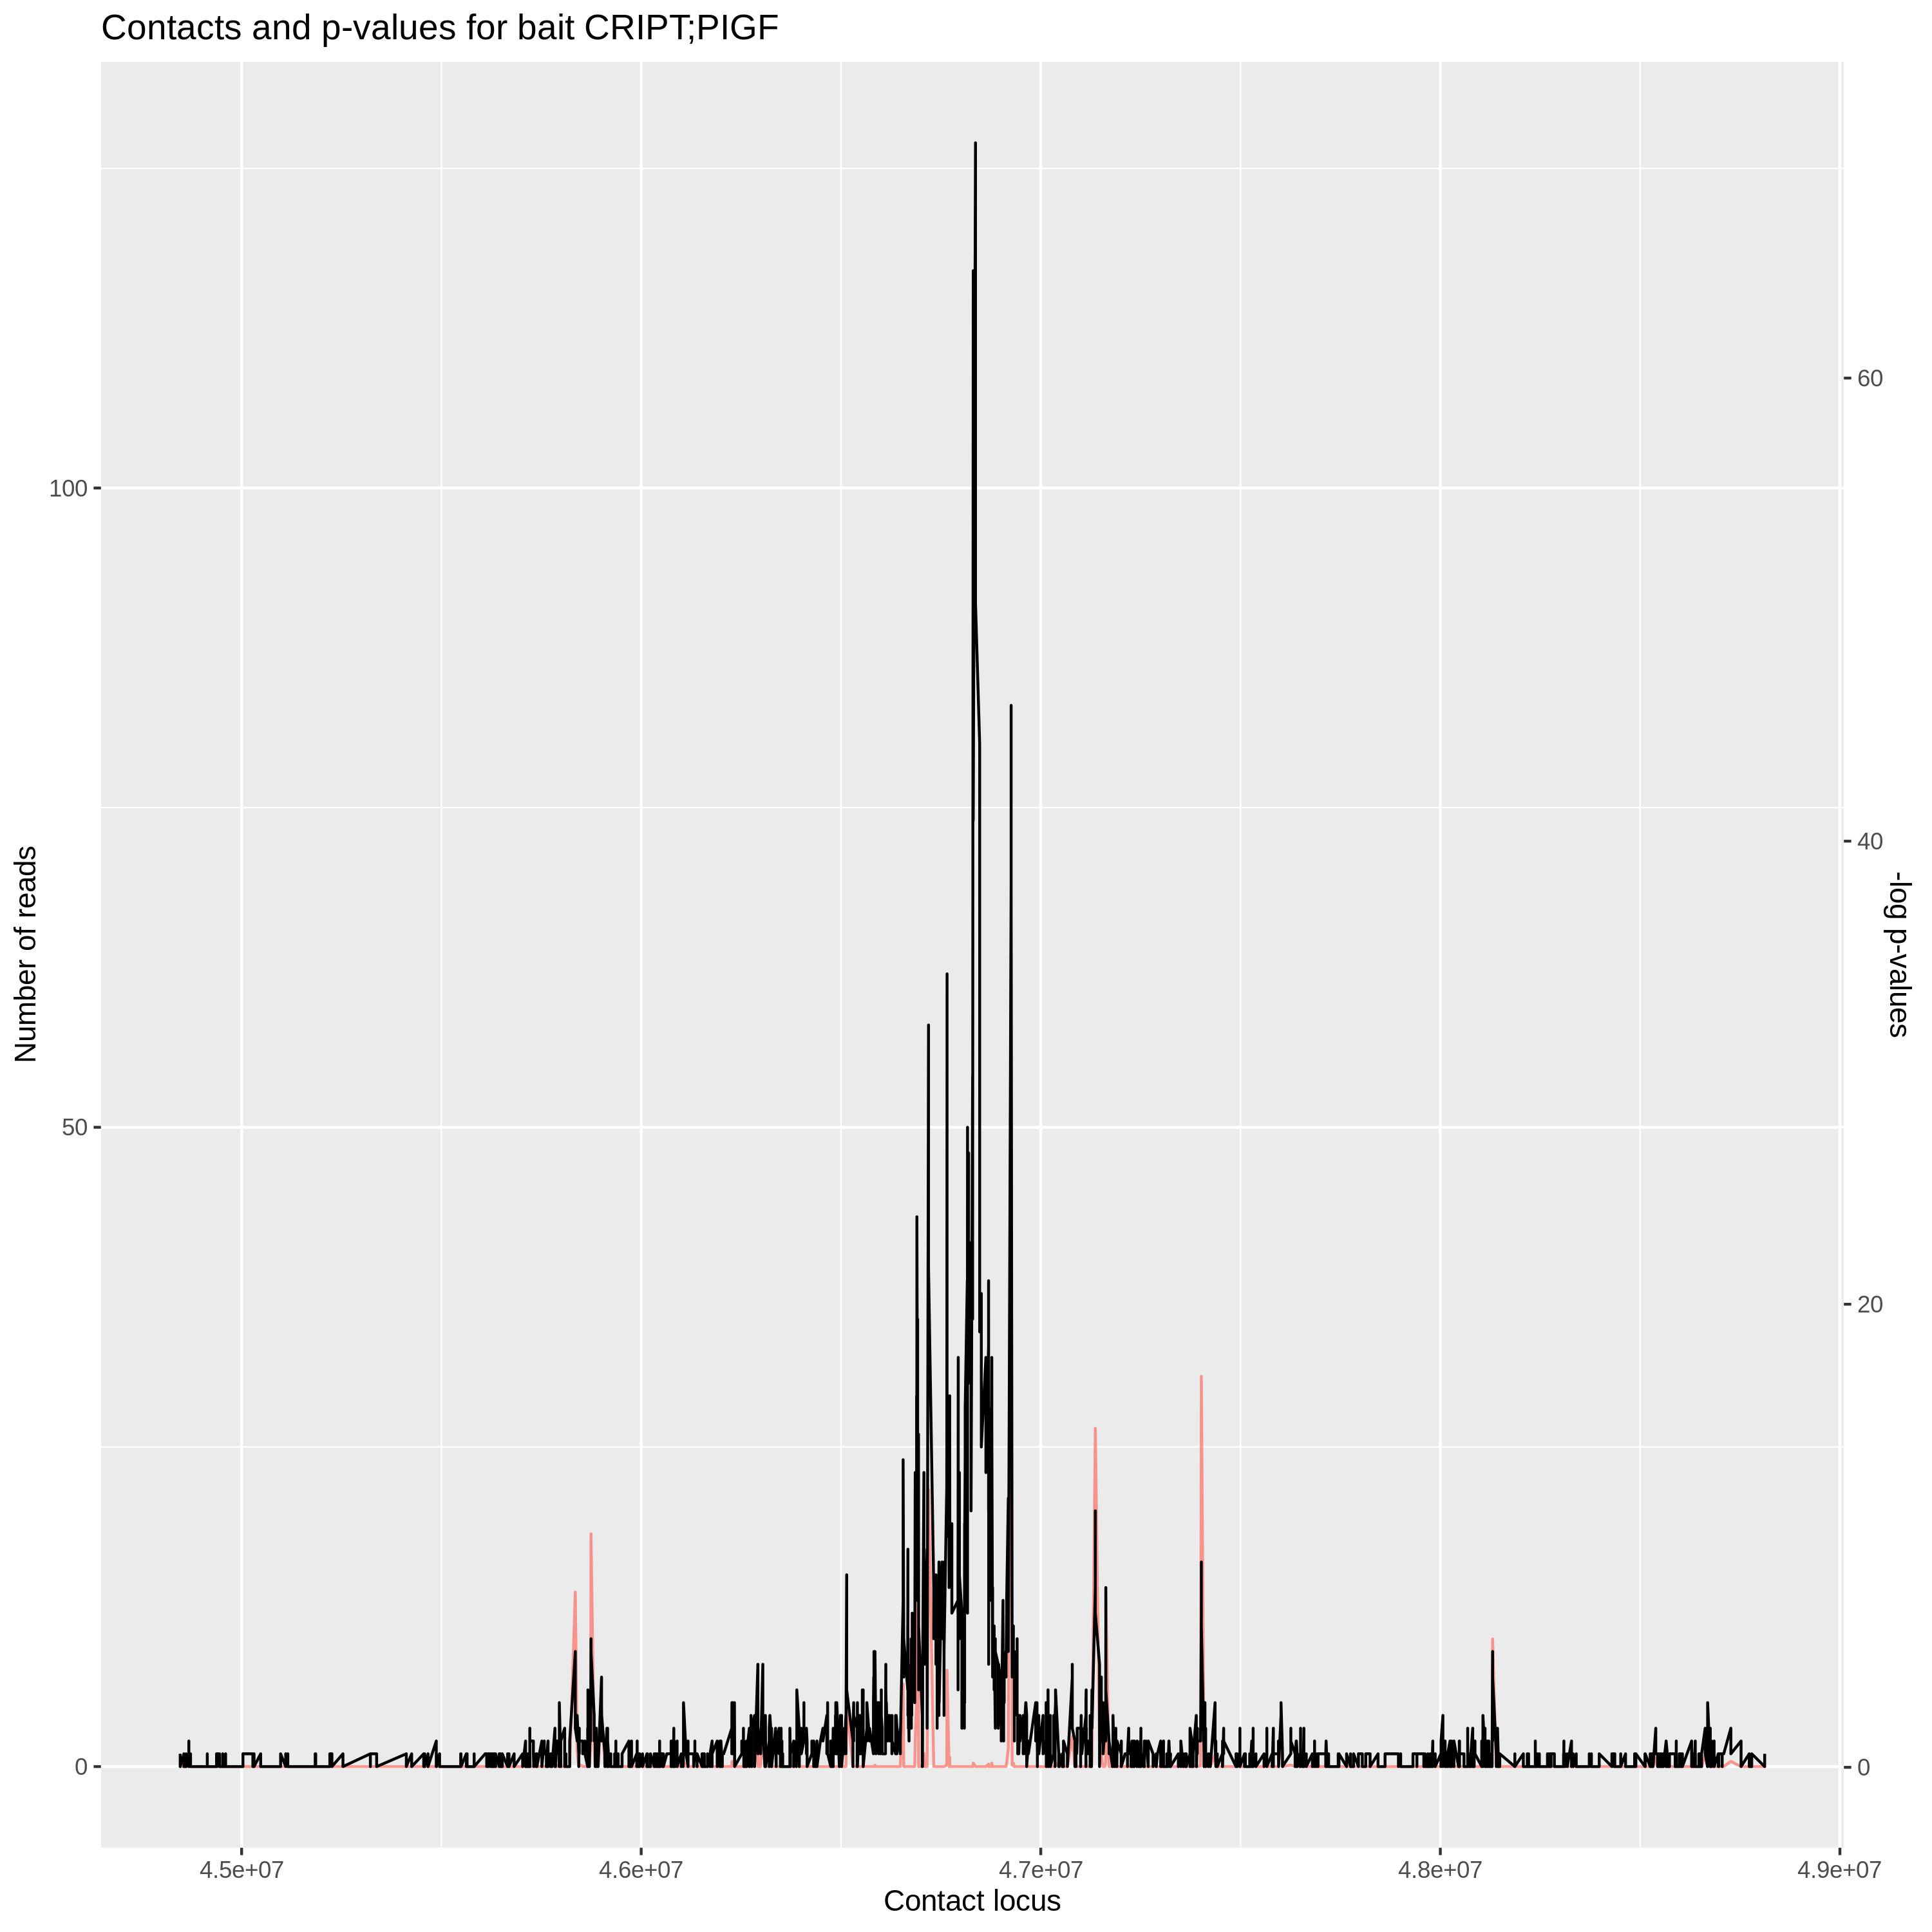 Contacts and p-values for bait CRIPT;PIGF
Number of reads
100
50
0
60
40
20
0
-log p-values
4.5e+07
4.6e+07
4.7e+07
4.8e+07
4.9e+07
Contact locus